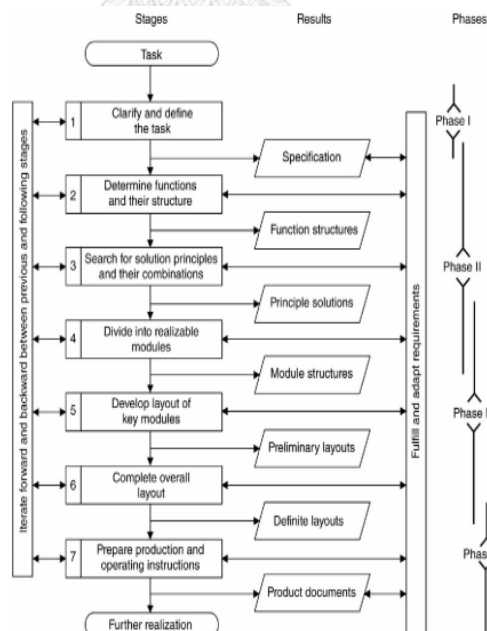 Stages Results Phases
Task
1 Clarify and define
the task
Phase I
Specification
2 Determine functions
and their structure
Function structures
3 Search for solution principles
and their combinations
Phase II
Principle solutions
4 Divide into realizable
modules
Module structures
5 Develop layout of
key modules
Phase
Preliminary layouts
6 Complete overall
layout
Definite layouts
7 Prepare production and
operating instructions
Phase
Product documents
Further realization
Iterate forward and backward between previous and following stages
Fulfill and adapt requirements